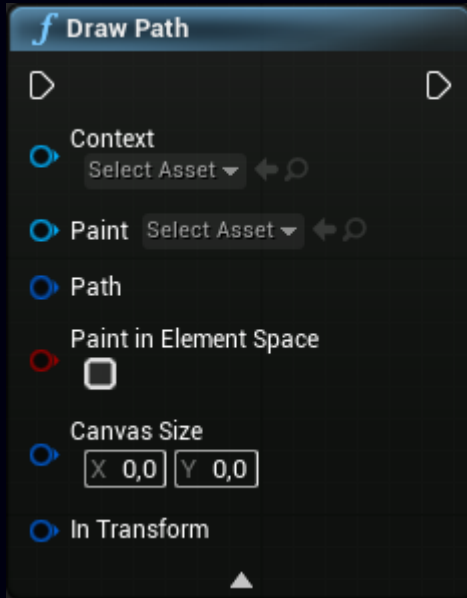 Draw Path
Context
Select Asset
Paint Select Asset
Path
Paint in Element Space
Canvas Size
X 0,0 Y 0,0
In Transform